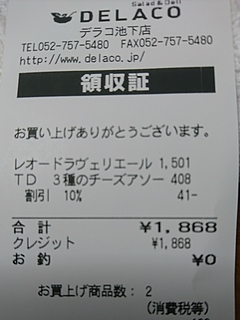 Salad & Deli
DELACO
デラコ池下店
TEL052-757-5480 FAX052-757-5480
http://www.delaco.jp/
領収証
お買い上げありがとうございます。
レオードラヴェリエール 1,501
TD 3種のチーズアソー 408
割引 10% 41-
合計 ¥1,868
クレジット ¥1,868
お釣 ¥0
お買上げ商品数: 2
(消費税等)